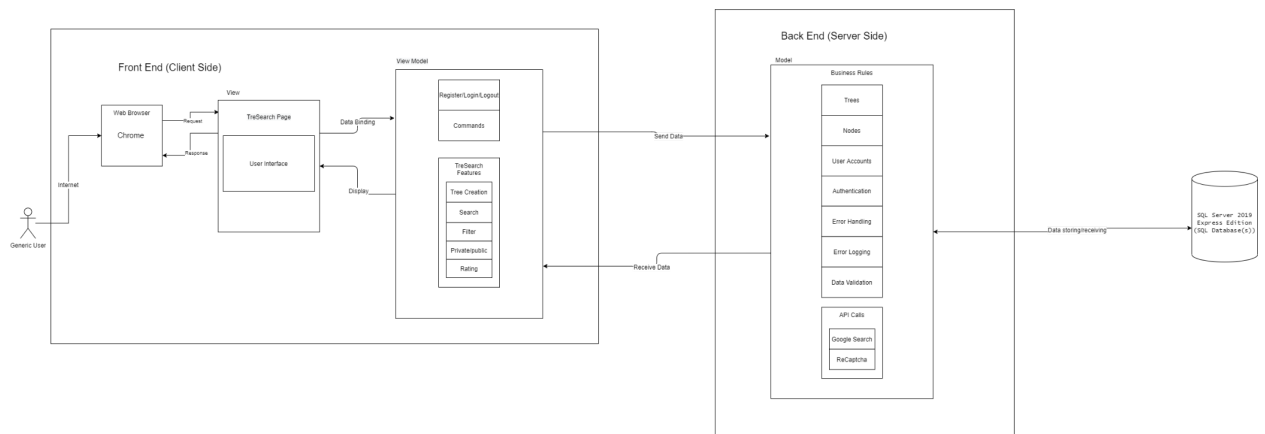 Back End (Server Side)
Front End (Client Side)
View Model
Model
Business Rules
View
Register/Login/Logout
Commands
Web Browser
Chrome
Request
Response
TreSearch Page
User Interface
Data Binding
Display
TreSearch
Features
Tree Creation
Search
Filter
Private/public
Rating
Internet
Generic User
Send Data
Receive Data
Trees
Nodes
User Accounts
Authentication
Error Handling
Error Logging
Data Validation
API Calls
Google Search
ReCaptcha
Data storing/receiving
SQL Server 2019
Express Edition
(SQL Database(s))